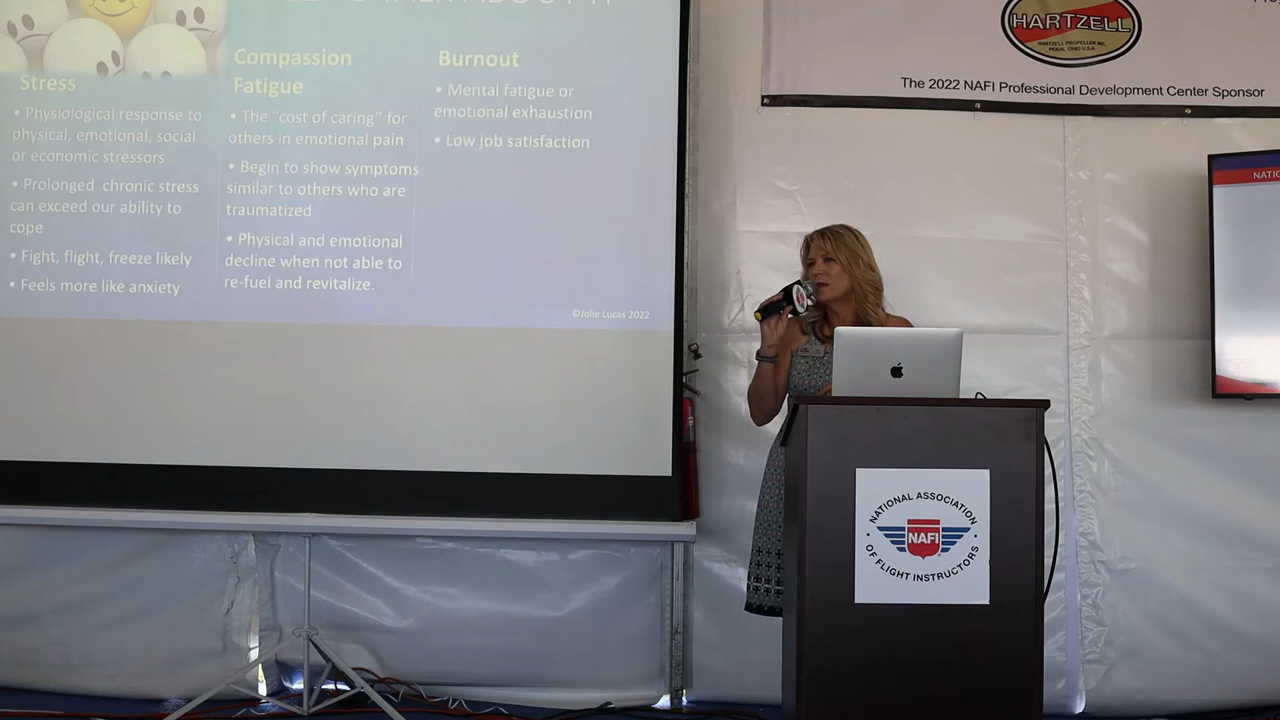 Stress
• Physiological response to
physical, emotional, social
or economic stressors
• Prolonged chronic stress
can exceed our ability to
cope
• Fight, flight, freeze likely
• Feels more like anxiety
Compassion
Fatigue
• The "cost of caring" for
others in emotional pain
• Begin to show symptoms
similar to others who are
traumatized
• Physical and emotional
decline when not able to
re-fuel and revitalize.
Burnout
• Mental fatigue or
emotional exhaustion
• Low job satisfaction
©Jolie Lucas 2022
HARTZELL
HARTZELL PROPELLER INC.
PIQUA, OHIO U.S.A.
The 2022 NAFI Professional Development Center Sponsor
NATIONAL ASSOCIATION
NAFI
• OF FLIGHT INSTRUCTORS •